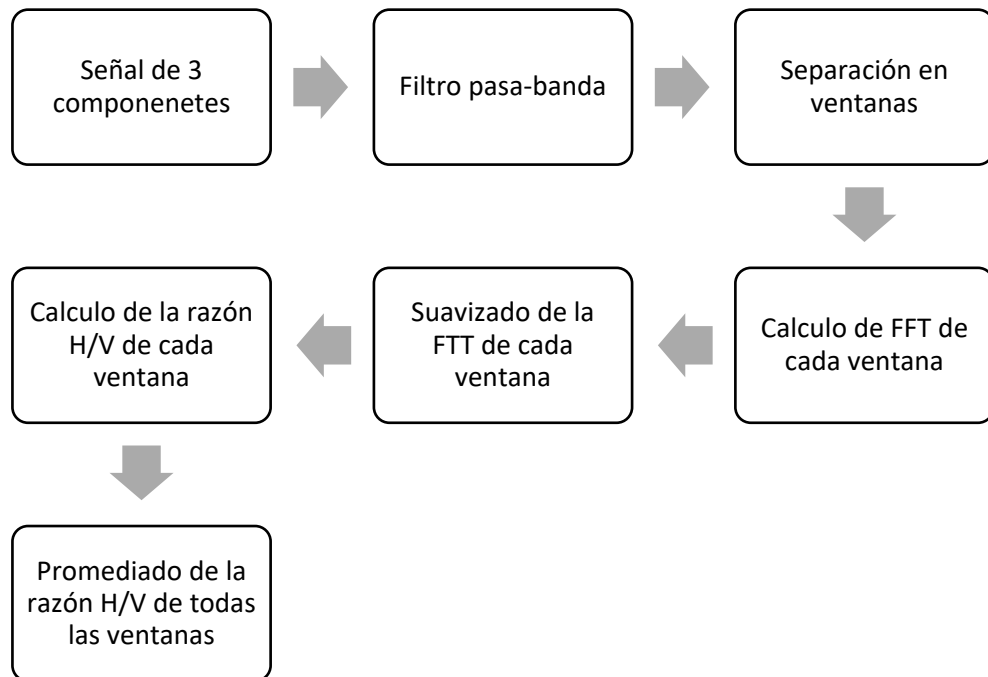 Señal de 3
componenetes
Filtro pasa-banda
Separación en
ventanas
Calculo de FFT de
cada ventana
Suavizado de la
FTT de cada
ventana
Calculo de la razón
H/V de cada
ventana
Promediado de la
razón H/V de todas
las ventanas